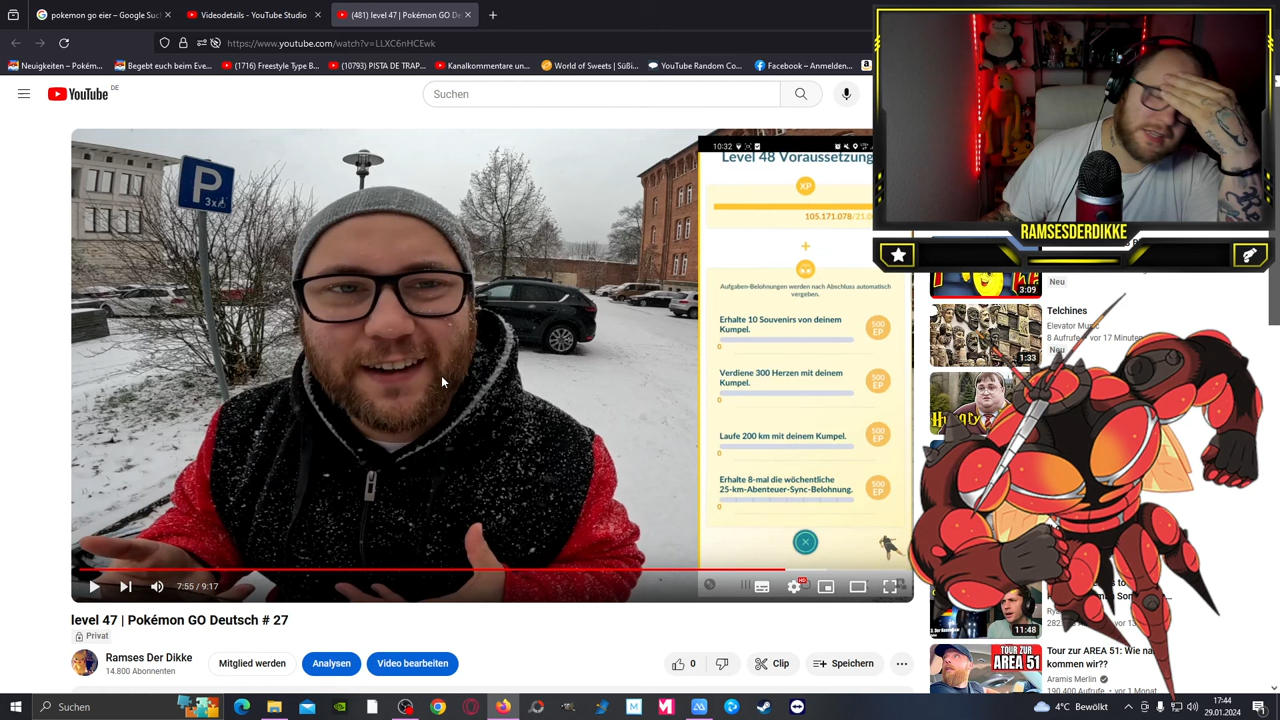 pokemon go eier – Google Such
Videodetails - YouTube Studio
(481) level 47 | Pokémon GO De
https://www.youtube.com/watch?v=LLXC6nHCEwk
Neuigkeiten – Pokém...
Begebt euch beim Eve...
(1716) Freestyle Type B...
(10793) PSTA DE TRAP...
Kanalkommentare un...
World of Sweets | Süßi...
YouTube Random Co...
Facebook – Anmelden...
YouTube DE
Suchen
P
3x
10:32
Level 48 Voraussetzung
XP
105.171.078/21.0
+
Aufgaben-Belohnungen werden nach Abschluss automatisch
vergeben.
Erhalte 10 Souvenirs von deinem
Kumpel.
500
EP
0
Verdiene 300 Herzen mit deinem
Kumpel.
500
EP
0
Laufe 200 km mit deinem Kumpel.
500
EP
0
Erhalte 8-mal die wöchentliche
25-km-Abenteuer-Sync-Belohnung.
500
EP
0
7:55 / 9:17
HD
RAMSESDERDIKKE
Neu
3:09
Telchines
Elevator Music
8 Aufrufe • vor 17 Minuten
Neu
1:33
Hungry
11:48
Tour zur AREA 51: Wie na
kommen wir??
Aramis Merlin
190.400 Aufrufe • vor 1 Monat
TOUR ZUR
AREA 51
level 47 | Pokémon GO Deutsch # 27
Privat
Ramses Der Dikke
14.800 Abonnenten
Mitglied werden
Analysen
Video bearbeiten
0
Clip
Speichern
Suchen
4°C Bewölkt
17:44
29.01.2024